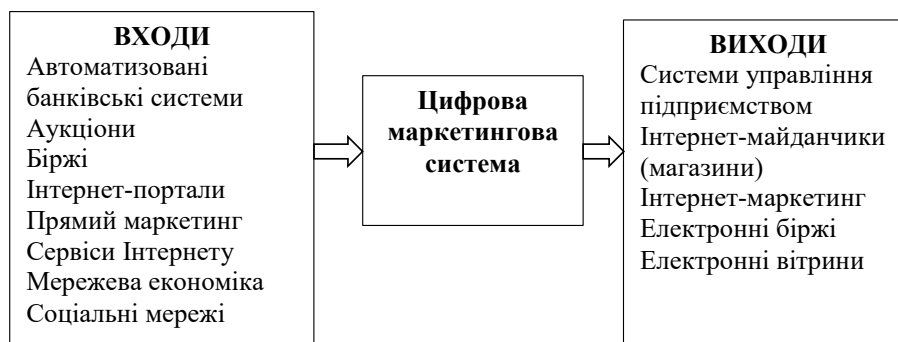 ВХОДИ
Автоматизовані
банківські системи
Аукціони
Біржі
Інтернет-портали
Прямий маркетинг
Сервіси Інтернету
Мережева економіка
Соціальні мережі
Цифрова
маркетингова
система
ВИХОДИ
Системи управління
підприємством
Інтернет-майданчики
(магазини)
Інтернет-маркетинг
Електронні біржі
Електронні вітрини